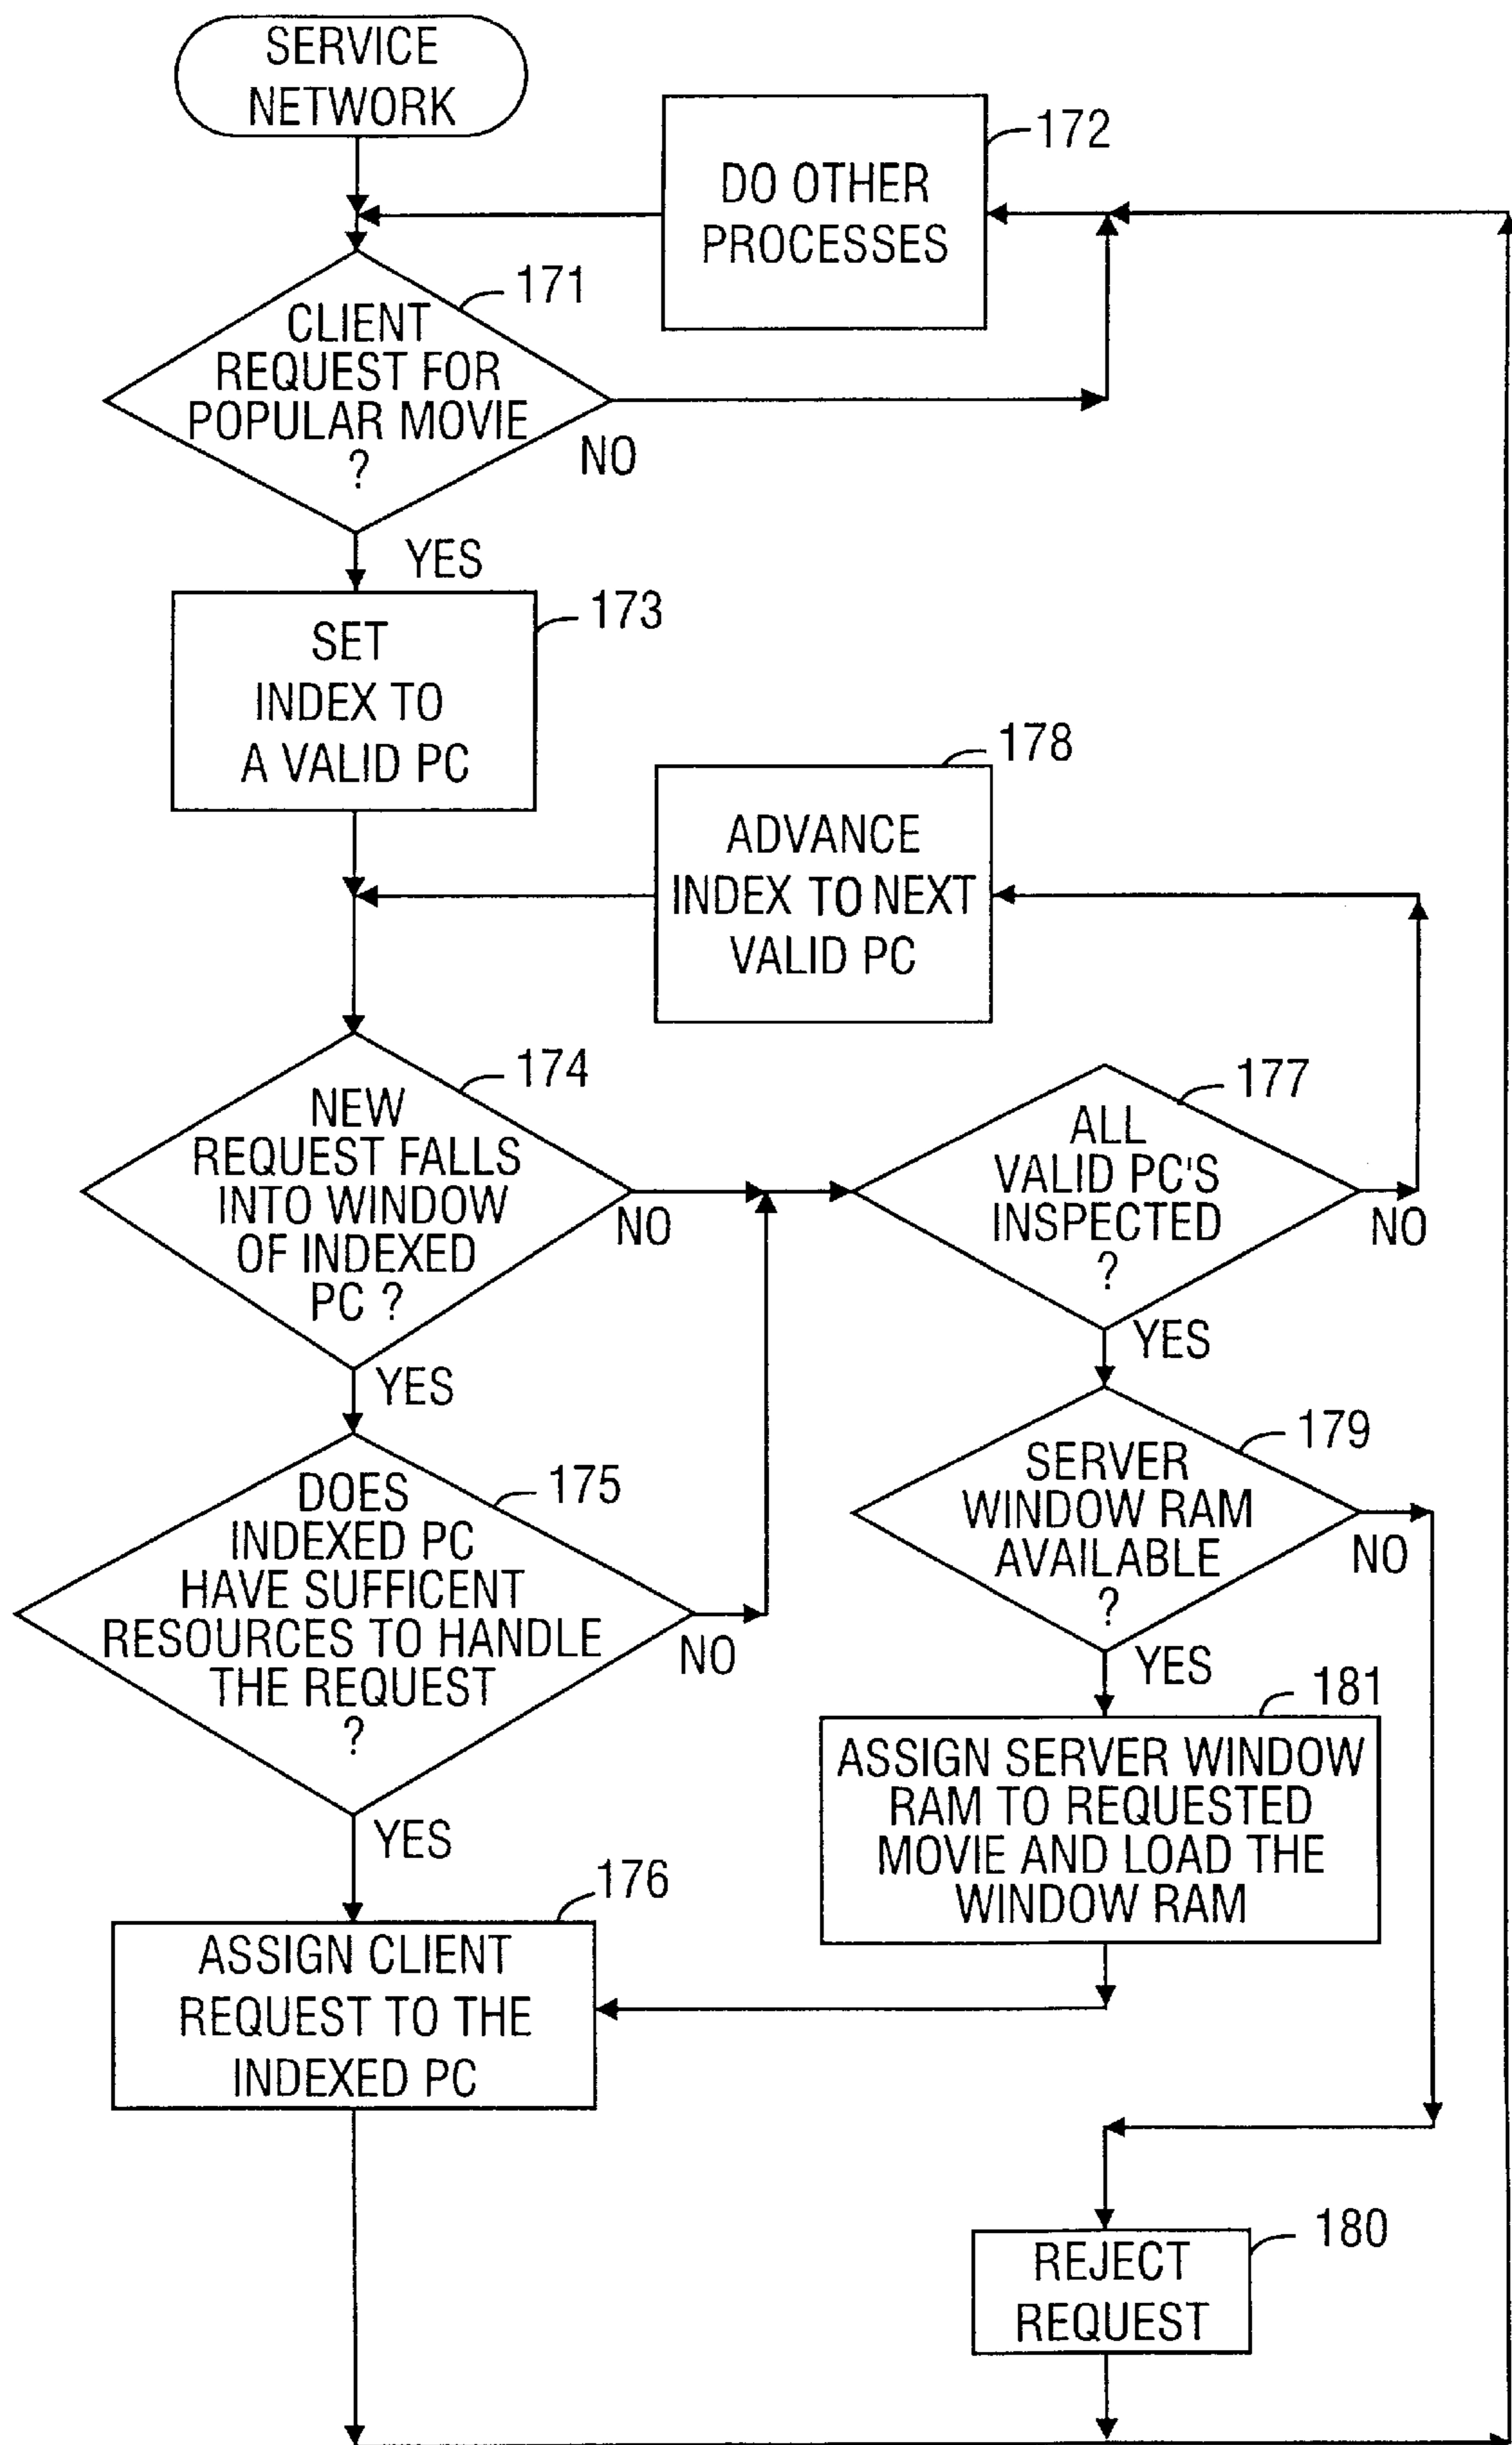 SERVICE
NETWORK
172
DO OTHER
PROCESSES
171
CLIENT
REQUEST FOR
POPULAR MOVIE
?
NO
YES
173
SET
INDEX TO
A VALID PC
178
ADVANCE
INDEX TO NEXT
VALID PC
174
NEW
REQUEST FALLS
INTO WINDOW
OF INDEXED
PC ?
NO
YES
177
ALL
VALID PC'S
INSPECTED
?
NO
YES
175
DOES
INDEXED PC
HAVE SUFFICENT
RESOURCES TO HANDLE
THE REQUEST
?
NO
YES
179
SERVER
WINDOW RAM
AVAILABLE
?
NO
YES
181
ASSIGN SERVER WINDOW
RAM TO REQUESTED
MOVIE AND LOAD THE
WINDOW RAM
176
ASSIGN CLIENT
REQUEST TO THE
INDEXED PC
180
REJECT
REQUEST